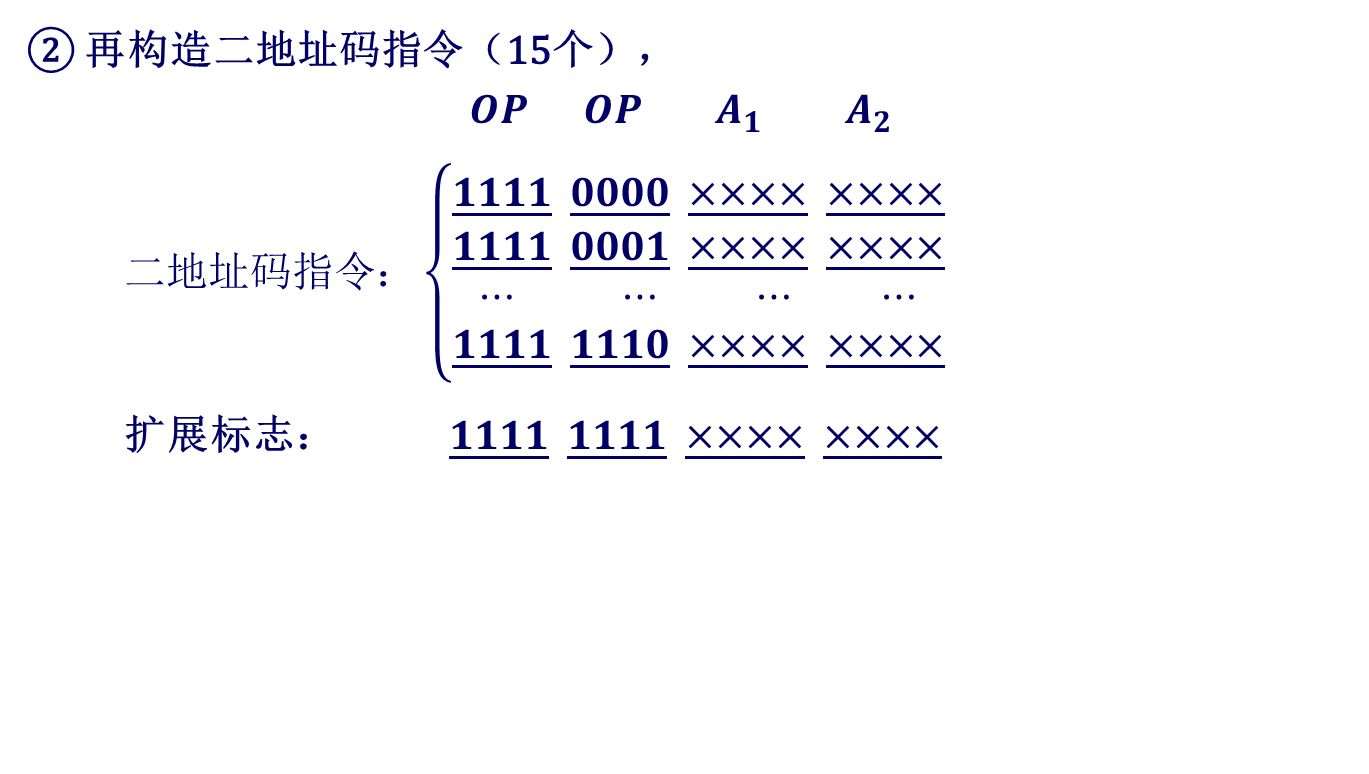 ② 再构造二地址码指令（15个），
OP OP A₁ A₂
1111 0000 ×××× ××××
1111 0001 ×××× ××××
二地址码指令：
… … … …
1111 1110 ×××× ××××
扩展标志： 1111 1111 ×××× ××××